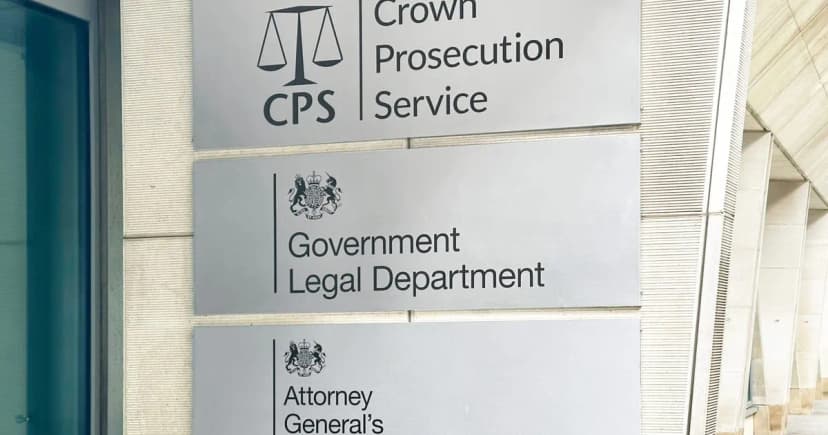 CPS
Crown
Prosecution
Service
Government
Legal Department
Attorney
General's